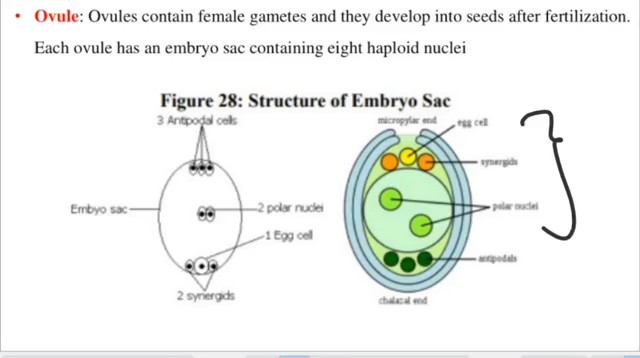 • Ovule: Ovules contain female gametes and they develop into seeds after fertilization.
Each ovule has an embryo sac containing eight haploid nuclei
Figure 28: Structure of Embryo Sac
3 Antipodal cells
Embyo sac
2 polar nuclei
1 Egg cell
2 synergids
micropylar end
egg cell
synergids
polar nuclei
antipodals
chalazal end